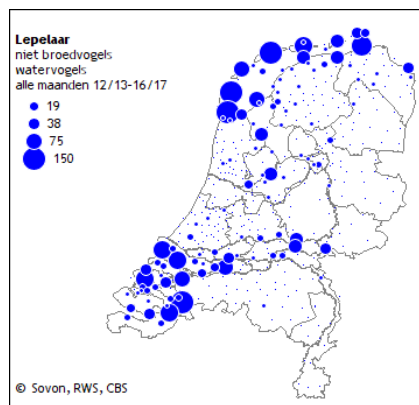 Lepelaar
niet broedvogels
watervogels
alle maanden 12/13-16/17
19
38
75
150
© Sovon, RWS, CBS